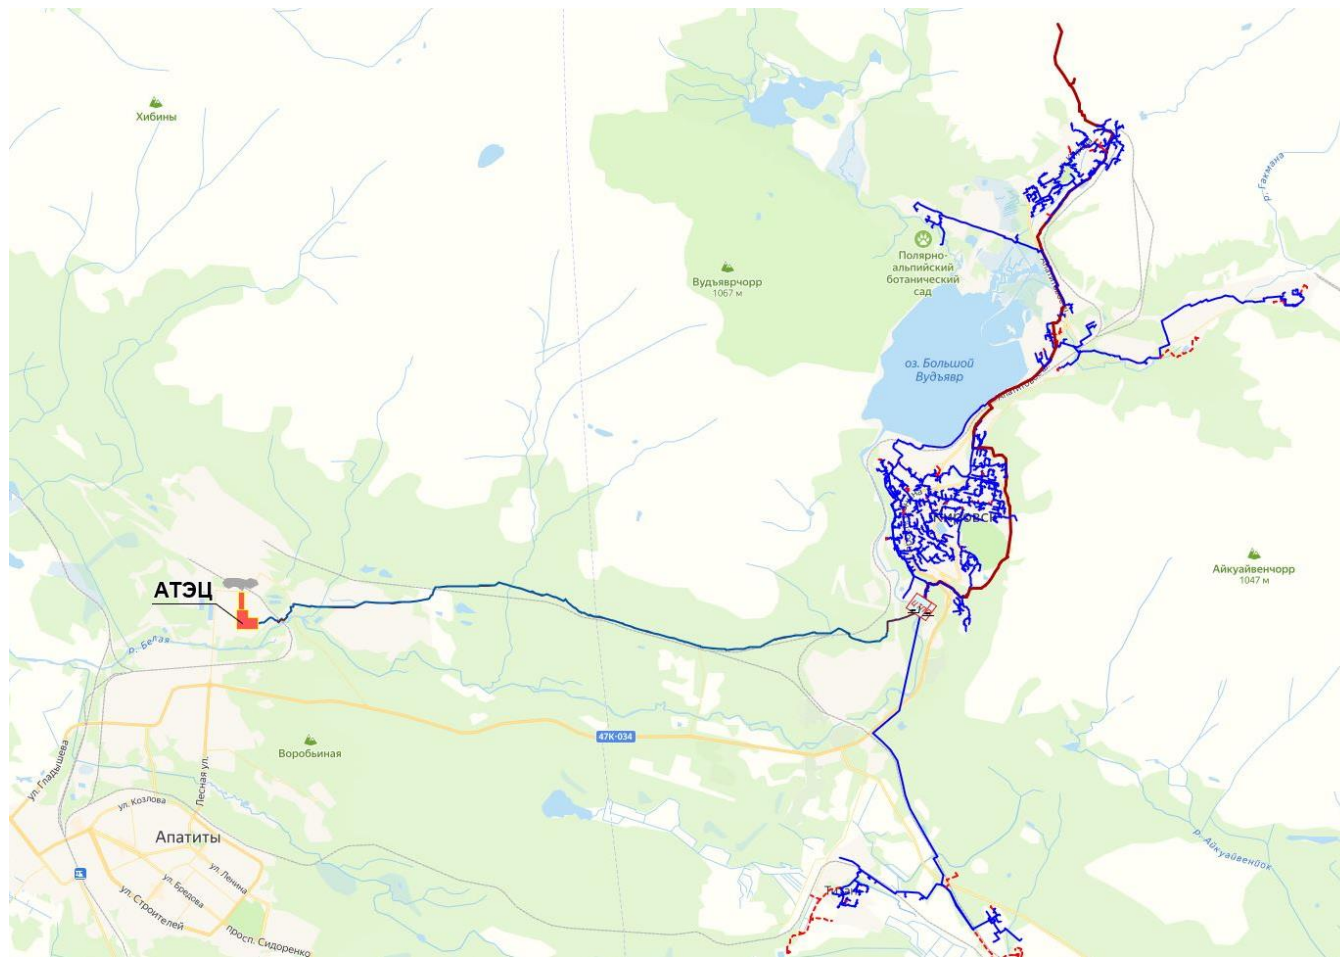 Хибины
р. Гакмана
Полярно-
альпийский
ботанический
сад
Вудъяврчорр
1067 м
оз. Большой
Вудъявр
Айкуайвенчорр
1047 м
АТЭЦ
р. Белая
47К-034
Воробьиная
ул. Гладышева
Лесная ул.
ул. Козлова
Апатиты
ул. Ленина
ул. Бредова
ул. Строителей
просп. Сидоренко
р. Айкуайвенйок